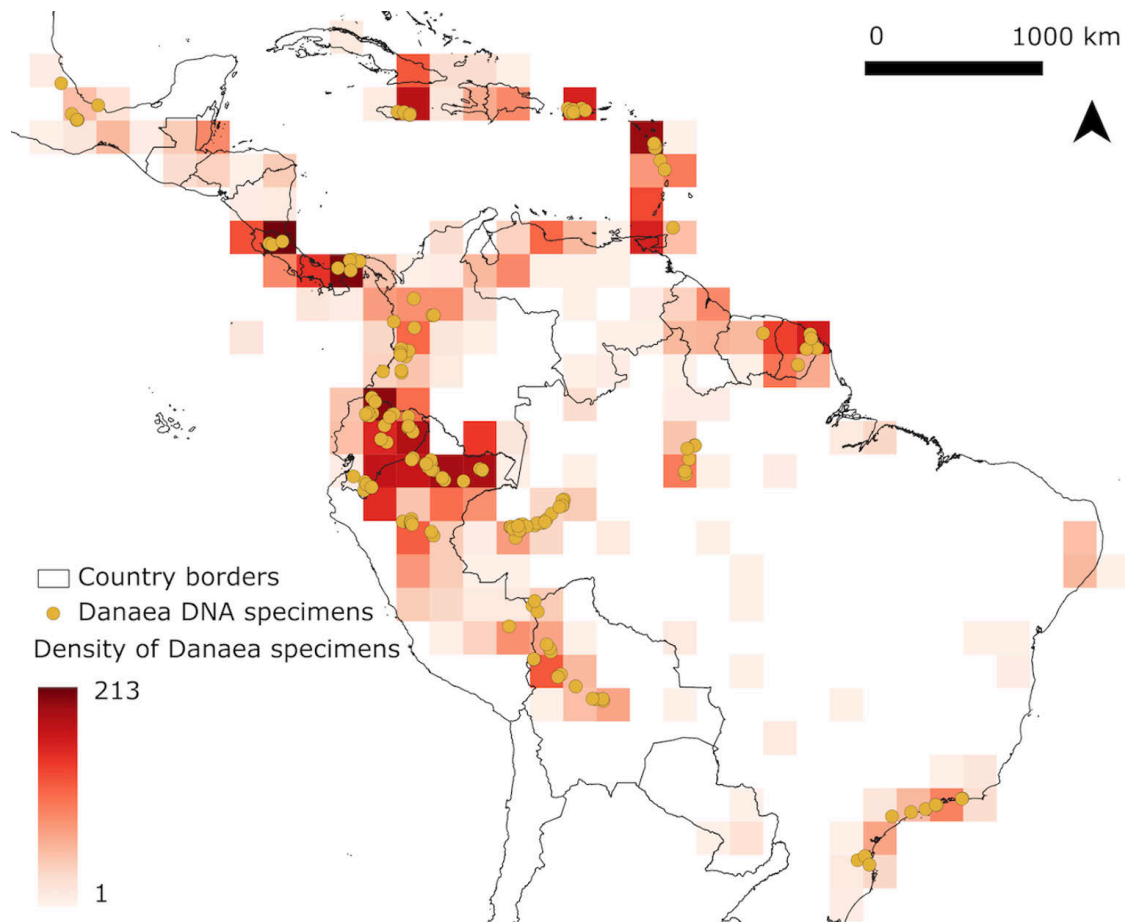 0 1000 km
Country borders
Danaea DNA specimens
Density of Danaea specimens
213
1